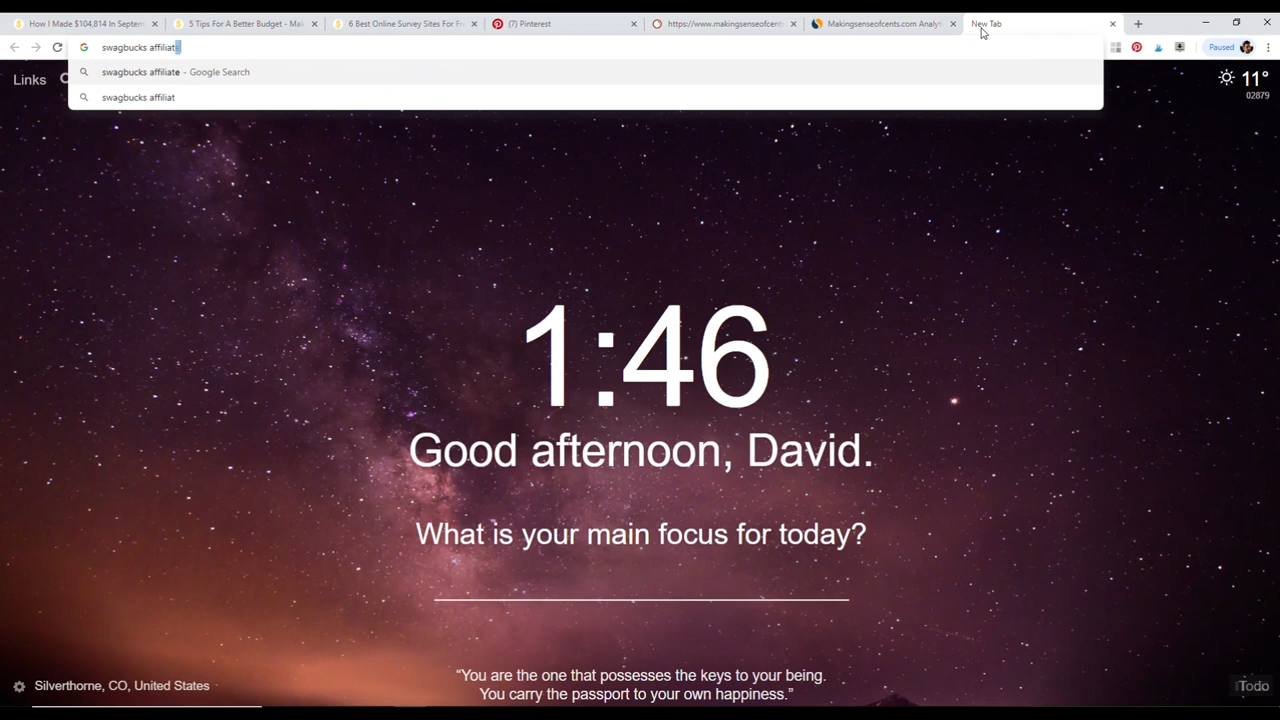 How I Made $104,814 In Septem
5 Tips For A Better Budget - Mak
6 Best Online Survey Sites For Fr
(7) Pinterest
https://www.makingsenseofcent
Makingsenseofcents.com Analyt
New Tab
swagbucks affiliate
Paused
swagbucks affiliate - Google Search
swagbucks affiliat
Links
11°
02879
1:46
Good afternoon, David.
What is your main focus for today?
“You are the one that possesses the keys to your being.
You carry the passport to your own happiness.”
Silverthorne, CO, United States
Todo